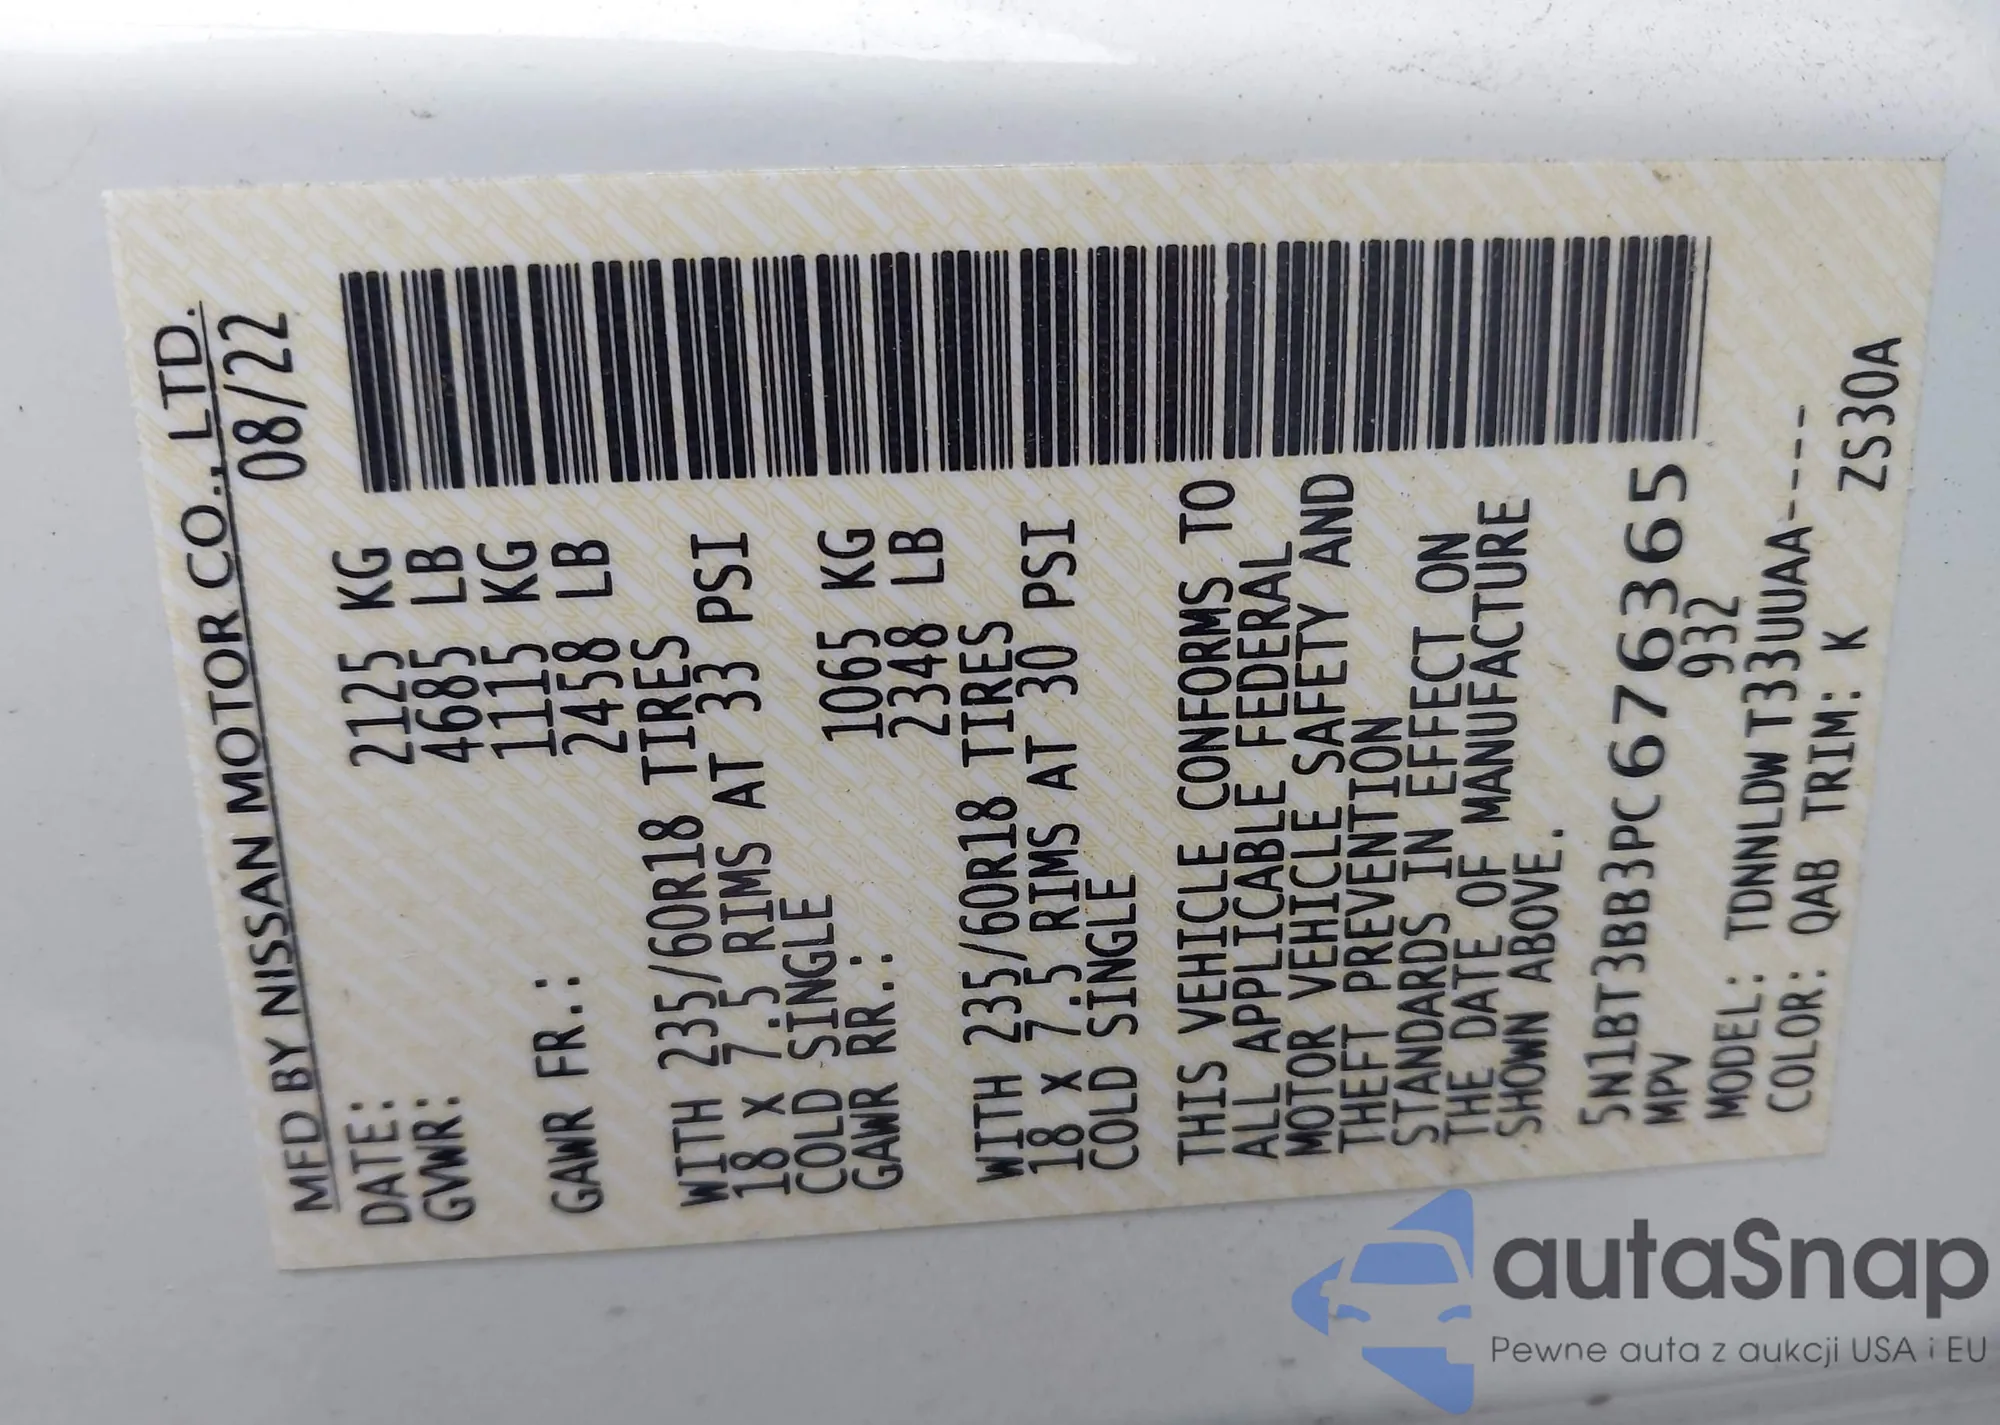 MFD BY NISSAN MOTOR CO., LTD.
DATE: 08/22
GVWR: 2125 KG
4685 LB
GAWR FR.: 1115 KG
2458 LB
WITH 235/60R18 TIRES
18 x 7.5 RIMS AT 33 PSI
COLD SINGLE
GAWR RR.: 1065 KG
2348 LB
WITH 235/60R18 TIRES
18 x 7.5 RIMS AT 30 PSI
COLD SINGLE
THIS VEHICLE CONFORMS TO
ALL APPLICABLE FEDERAL
MOTOR VEHICLE SAFETY AND
THEFT PREVENTION
STANDARDS IN EFFECT ON
THE DATE OF MANUFACTURE
SHOWN ABOVE.
5N1BT3BB3PC676365
MPV 932
MODEL: TDNNLDW T33UUAA----
COLOR: QAB TRIM: K ZS30A
autaSnap
Pewne auta z aukcji USA i EU